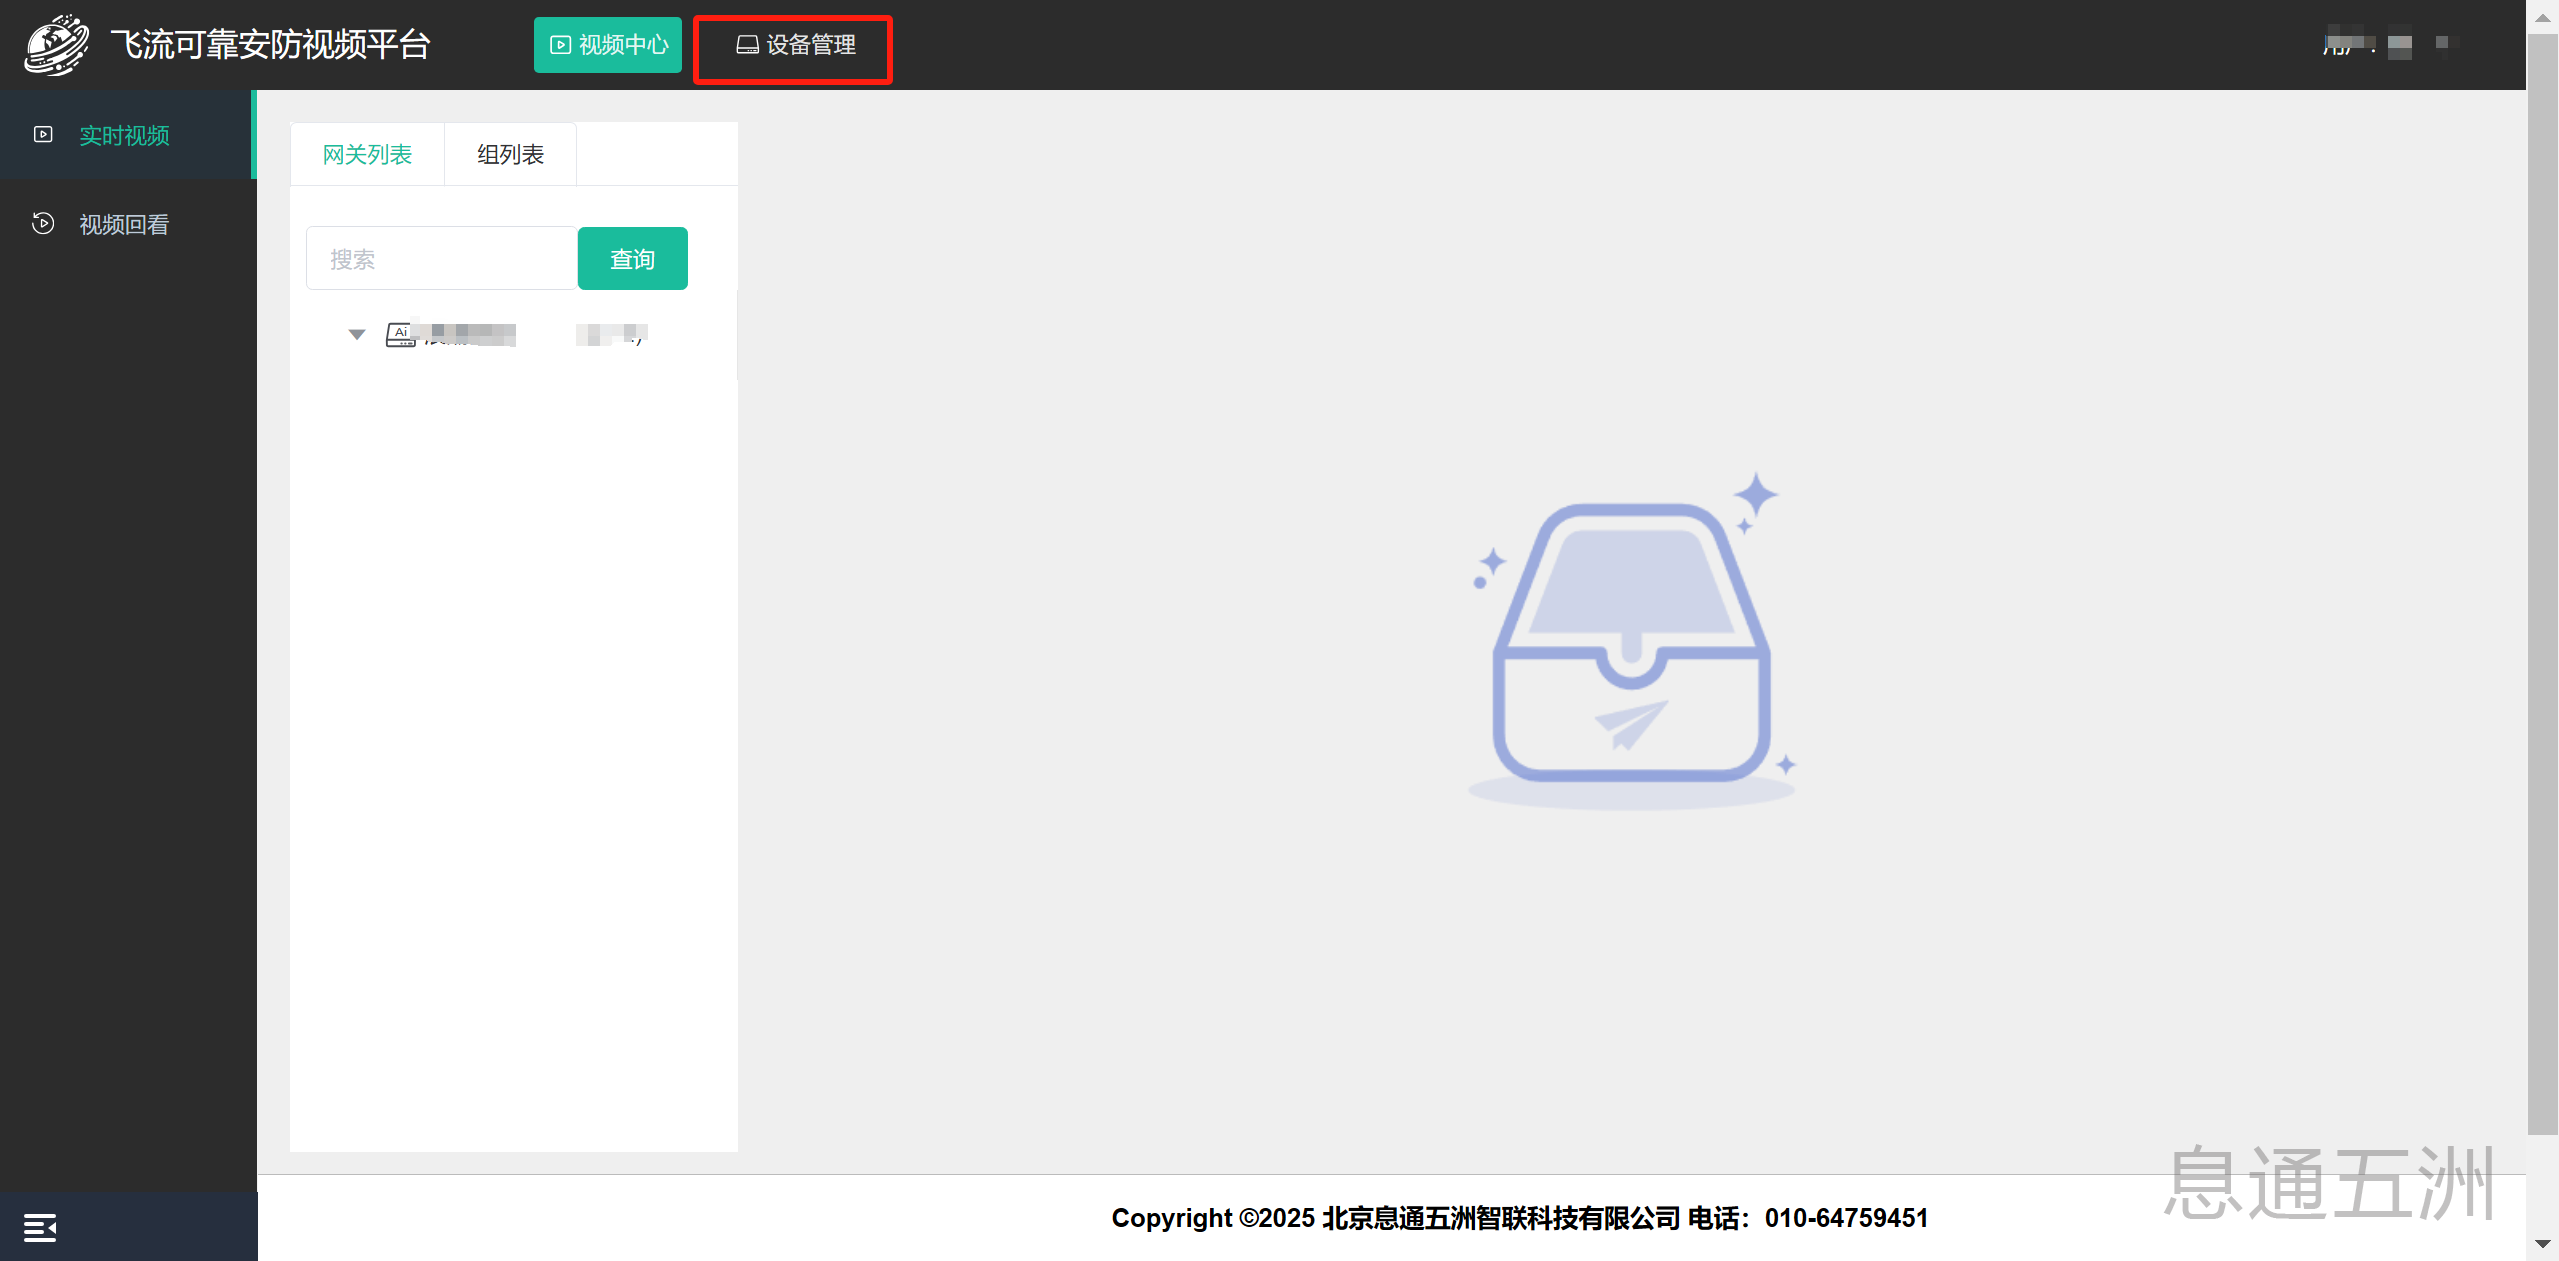 飞流可靠安防视频平台
视频中心
设备管理
实时视频
视频回看
网关列表
组列表
搜索
查询
Ai
Copyright ©2025 北京息通五洲智联科技有限公司 电话：010-64759451
息通五洲